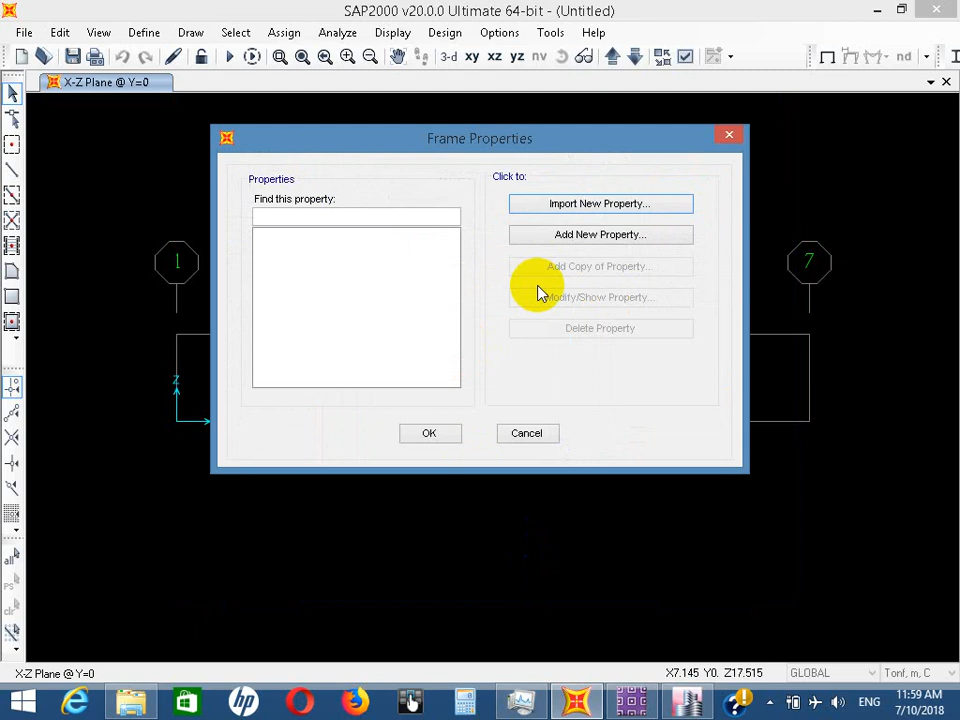 SAP2000 v20.0.0 Ultimate 64-bit - (Untitled)
File Edit View Define Draw Select Assign Analyze Display Design Options Tools Help
3-d xy xz yz nv nd
X-Z Plane @ Y=0
Frame Properties
Properties
Find this property:
Click to:
Import New Property...
Add New Property...
Add Copy of Property...
Modify/Show Property...
Delete Property
OK Cancel
1
7
Z
all
ps
clr
X-Z Plane @ Y=0
X7.145 Y0. Z17.515
GLOBAL
Tonf, m, C
ENG
11:59 AM
7/10/2018